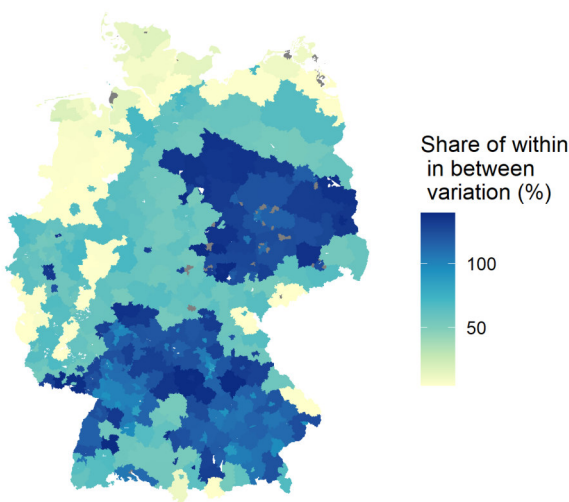 Share of within
in between
variation (%)
100
50